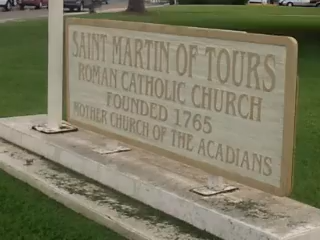 SAINT MARTIN OF TOURS
ROMAN CATHOLIC CHURCH
FOUNDED 1765
MOTHER CHURCH OF THE ACADIANS